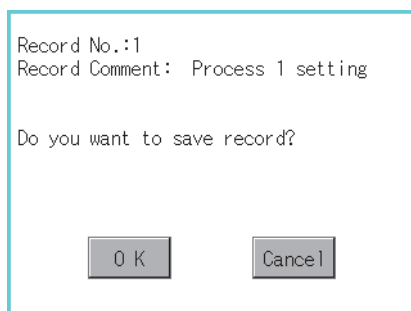 Record No.:1
Record Comment: Process 1 setting
Do you want to save record?
OK Cancel